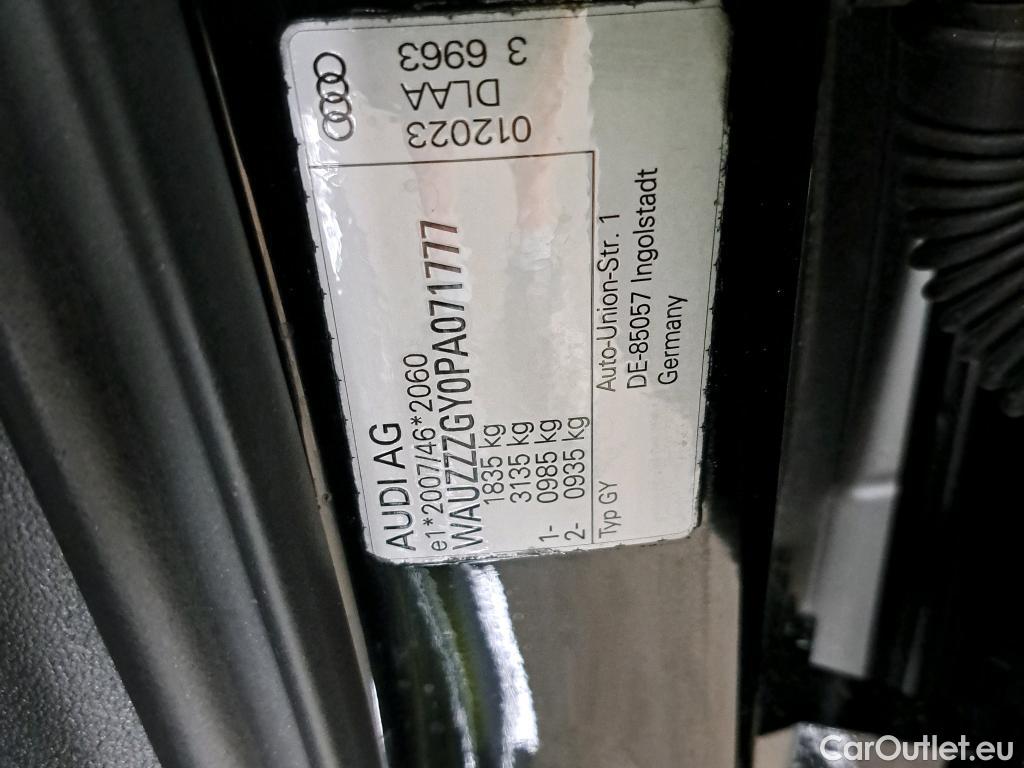 AUDI AG
e1*2007/46*2060
WAUZZZGY0PA071777
1835 kg
3135 kg
1- 0985 kg
2- 0935 kg
Typ GY
Auto-Union-Str. 1
DE-85057 Ingolstadt
Germany
012023
DLAA
3 6963
CarOutlet.eu